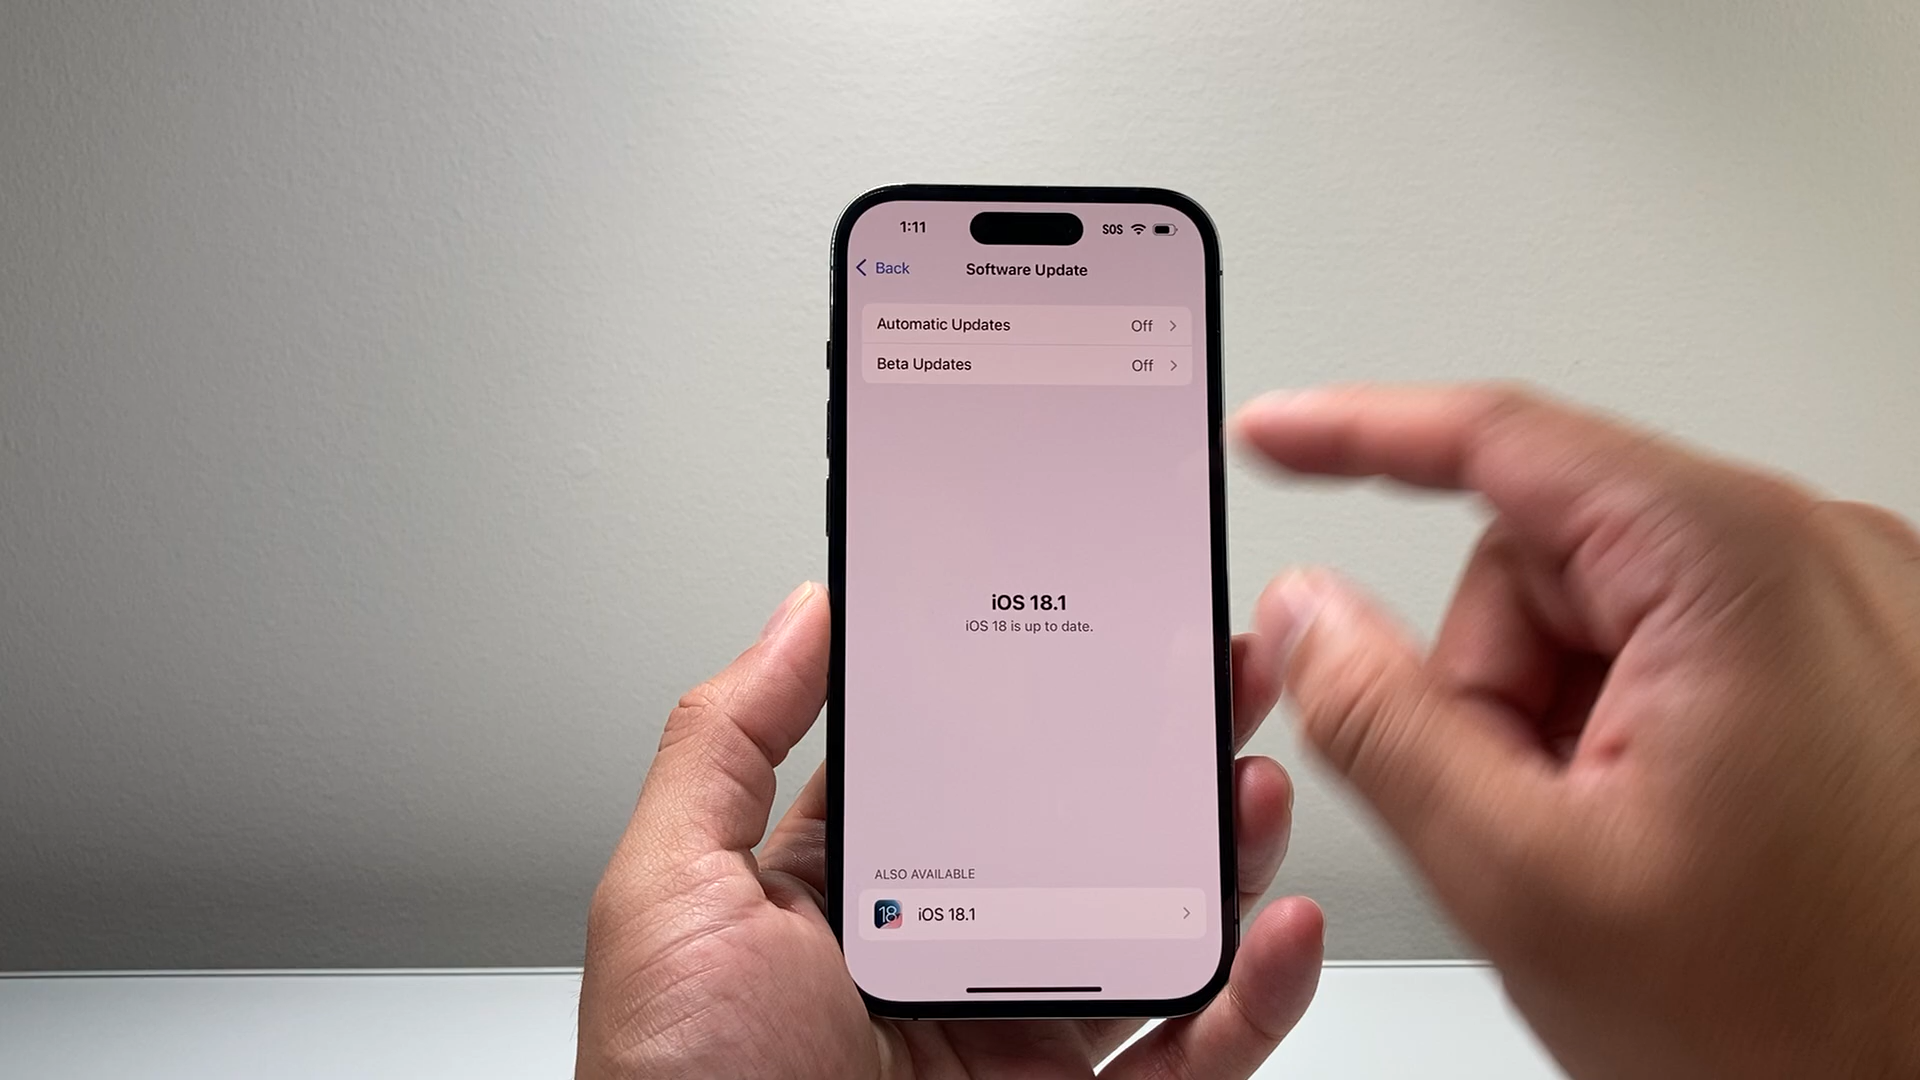 1:11 SOS
Back Software Update
Automatic Updates Off
Beta Updates Off
iOS 18.1
iOS 18 is up to date.
ALSO AVAILABLE
18 iOS 18.1